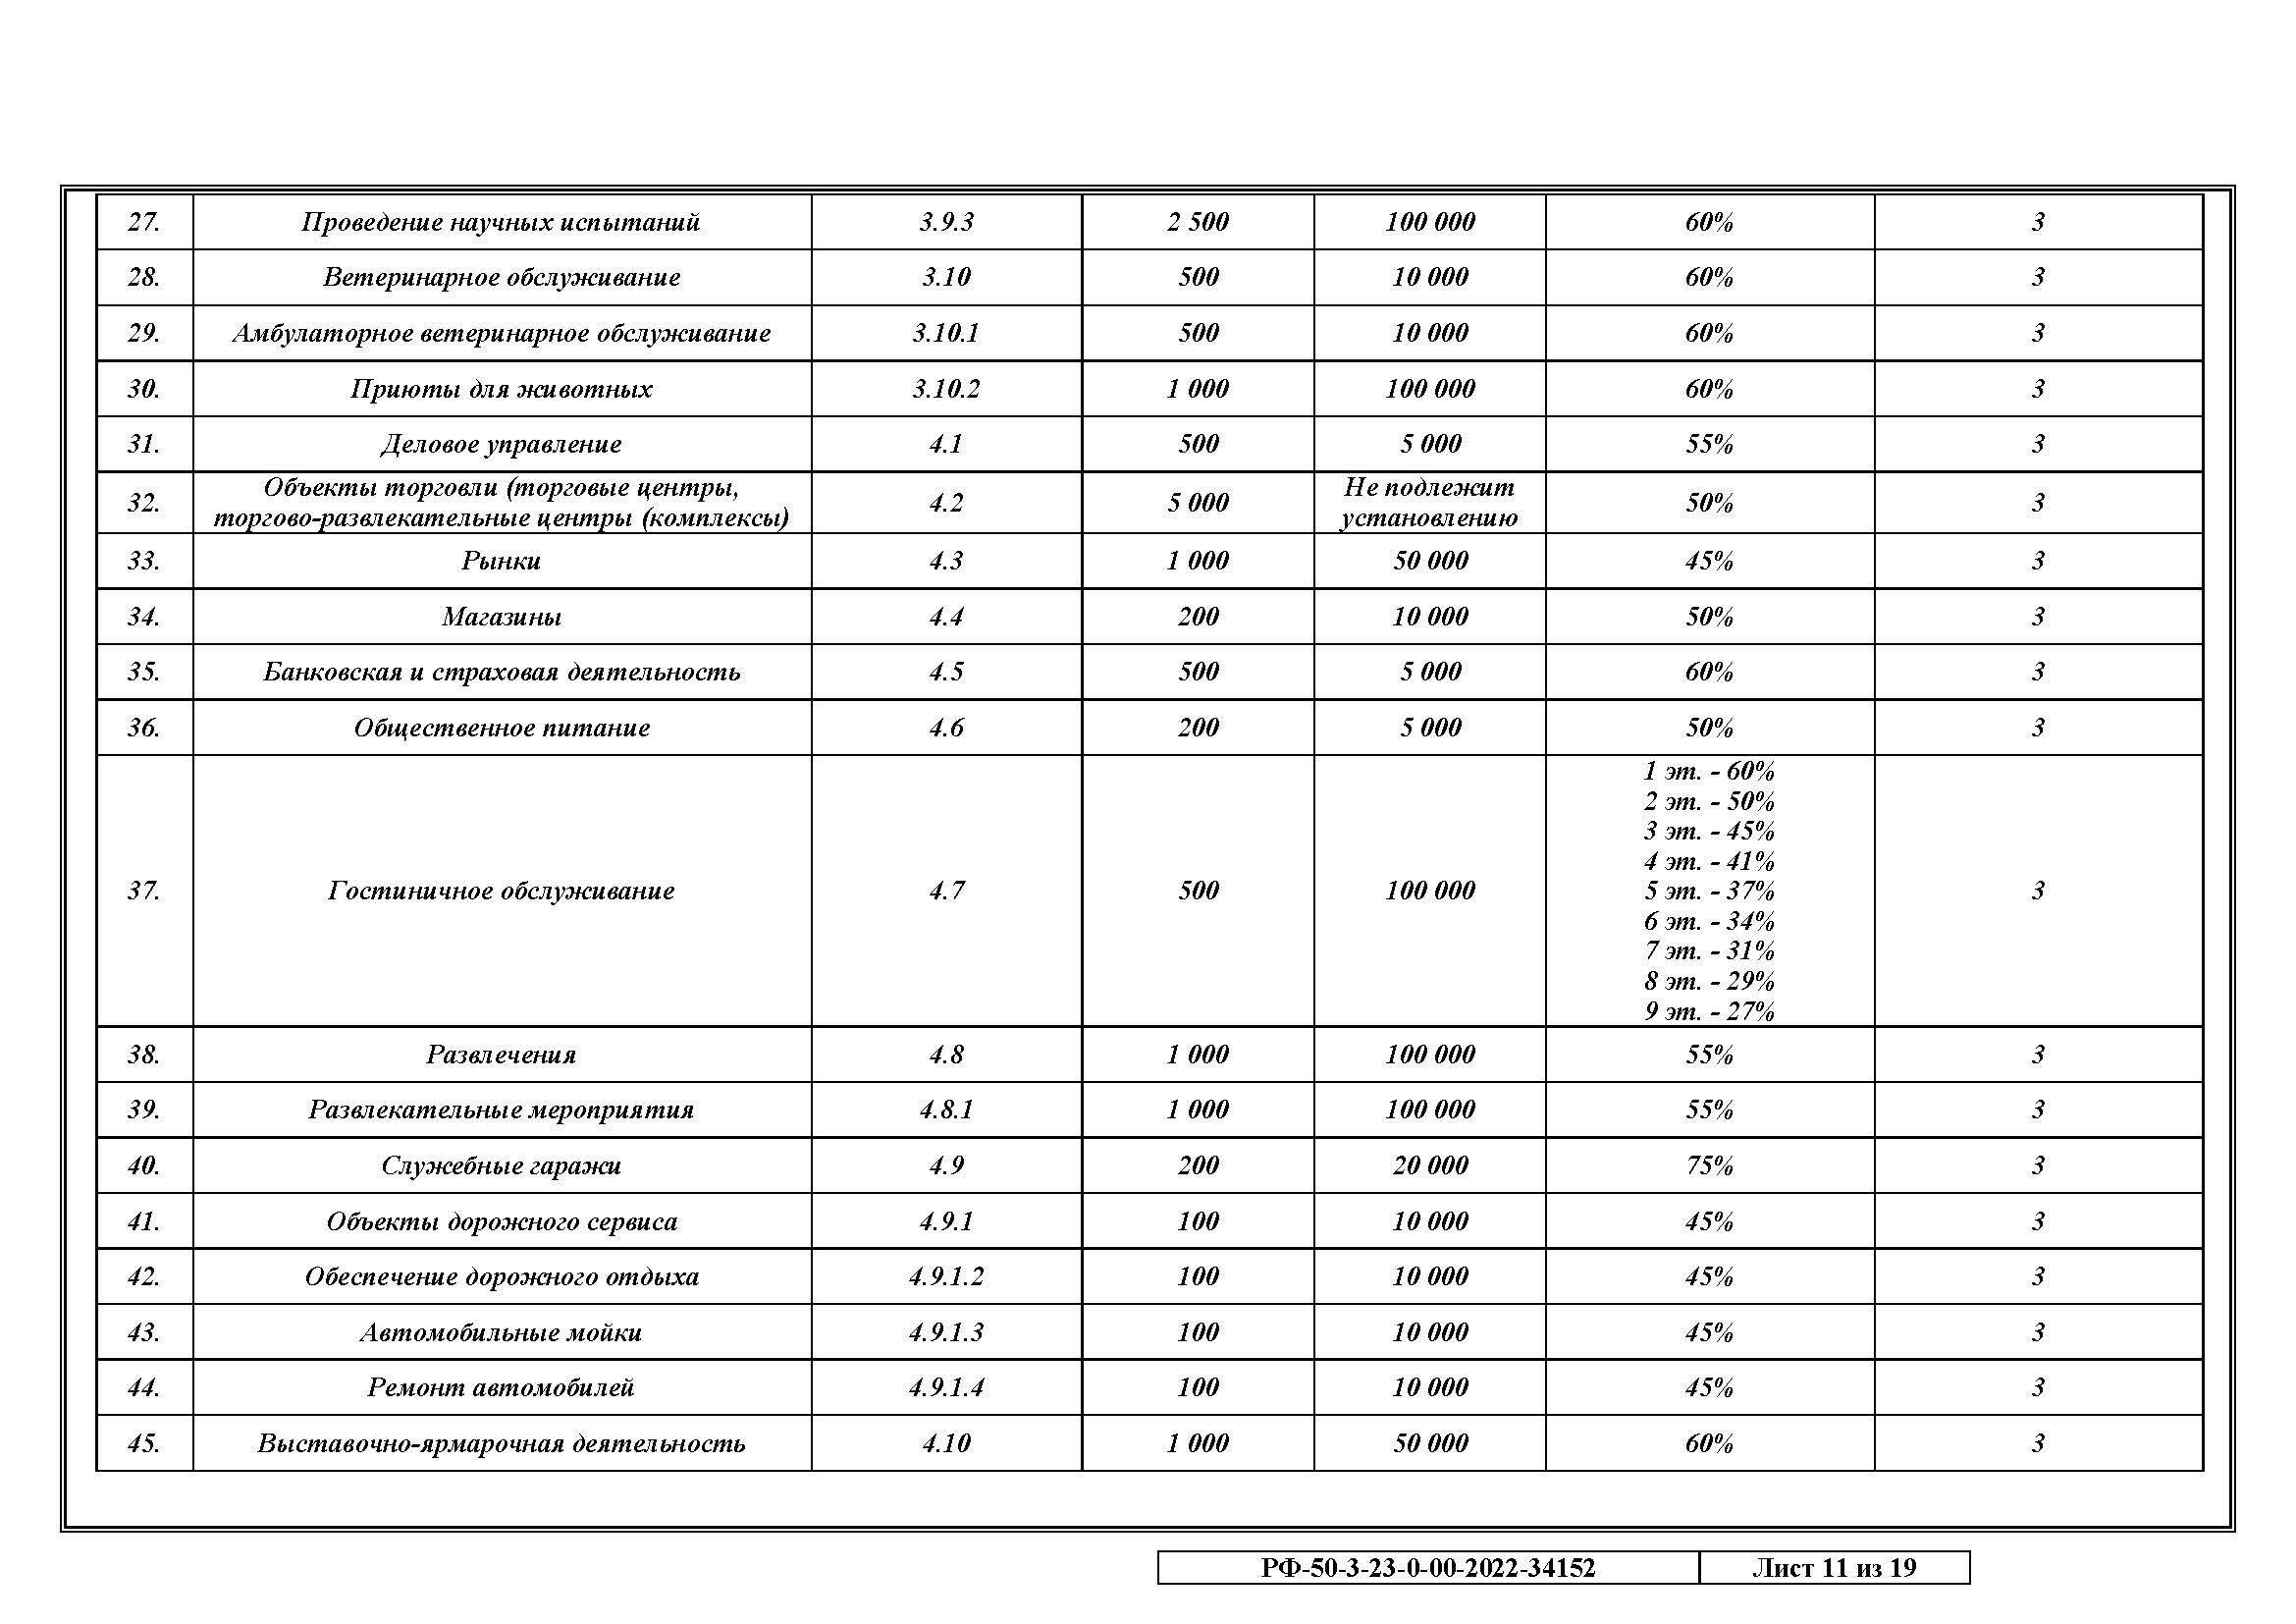 27. Проведение научных испытаний 3.9.3 2 500 100 000 60% 3
28. Ветеринарное обслуживание 3.10 500 10 000 60% 3
29. Амбулаторное ветеринарное обслуживание 3.10.1 500 10 000 60% 3
30. Приюты для животных 3.10.2 1 000 100 000 60% 3
31. Деловое управление 4.1 500 5 000 55% 3
32. Объекты торговли (торговые центры, торгово-развлекательные центры (комплексы) 4.2 5 000 Не подлежит установлению 50% 3
33. Рынки 4.3 1 000 50 000 45% 3
34. Магазины 4.4 200 10 000 50% 3
35. Банковская и страховая деятельность 4.5 500 5 000 60% 3
36. Общественное питание 4.6 200 5 000 50% 3
37. Гостиничное обслуживание 4.7 500 100 000
1 эт. - 60%
2 эт. - 50%
3 эт. - 45%
4 эт. - 41%
5 эт. - 37%
6 эт. - 34%
7 эт. - 31%
8 эт. - 29%
9 эт. - 27%
3
38. Развлечения 4.8 1 000 100 000 55% 3
39. Развлекательные мероприятия 4.8.1 1 000 100 000 55% 3
40. Служебные гаражи 4.9 200 20 000 75% 3
41. Объекты дорожного сервиса 4.9.1 100 10 000 45% 3
42. Обеспечение дорожного отдыха 4.9.1.2 100 10 000 45% 3
43. Автомобильные мойки 4.9.1.3 100 10 000 45% 3
44. Ремонт автомобилей 4.9.1.4 100 10 000 45% 3
45. Выставочно-ярмарочная деятельность 4.10 1 000 50 000 60% 3
РФ-50-3-23-0-00-2022-34152 Лист 11 из 19